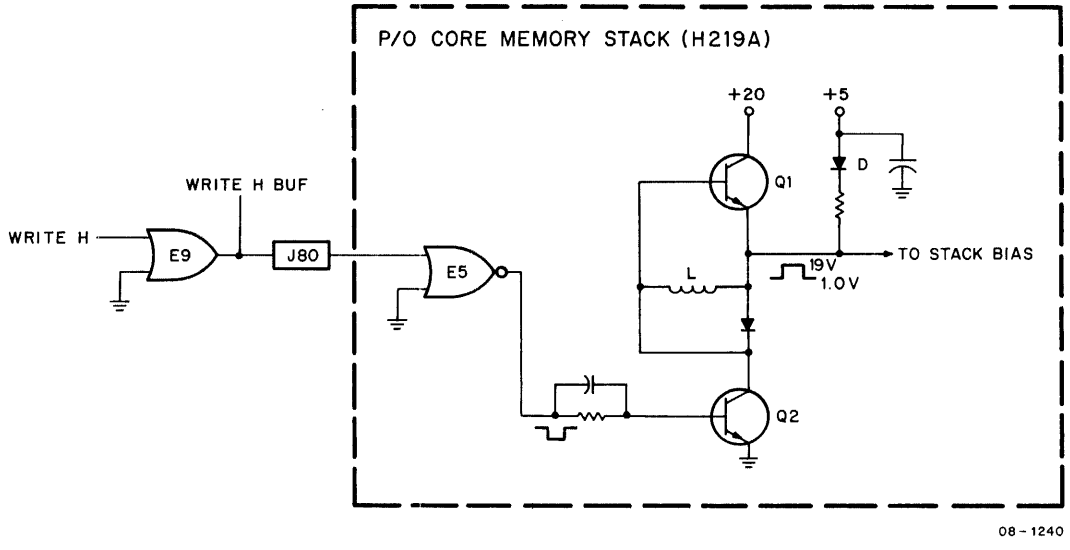 P/O CORE MEMORY STACK (H219A)
+20
+5
D
Q1
WRITE H BUF
WRITE H
E9
J80
E5
L
19V
1.0V
TO STACK BIAS
Q2
08-1240